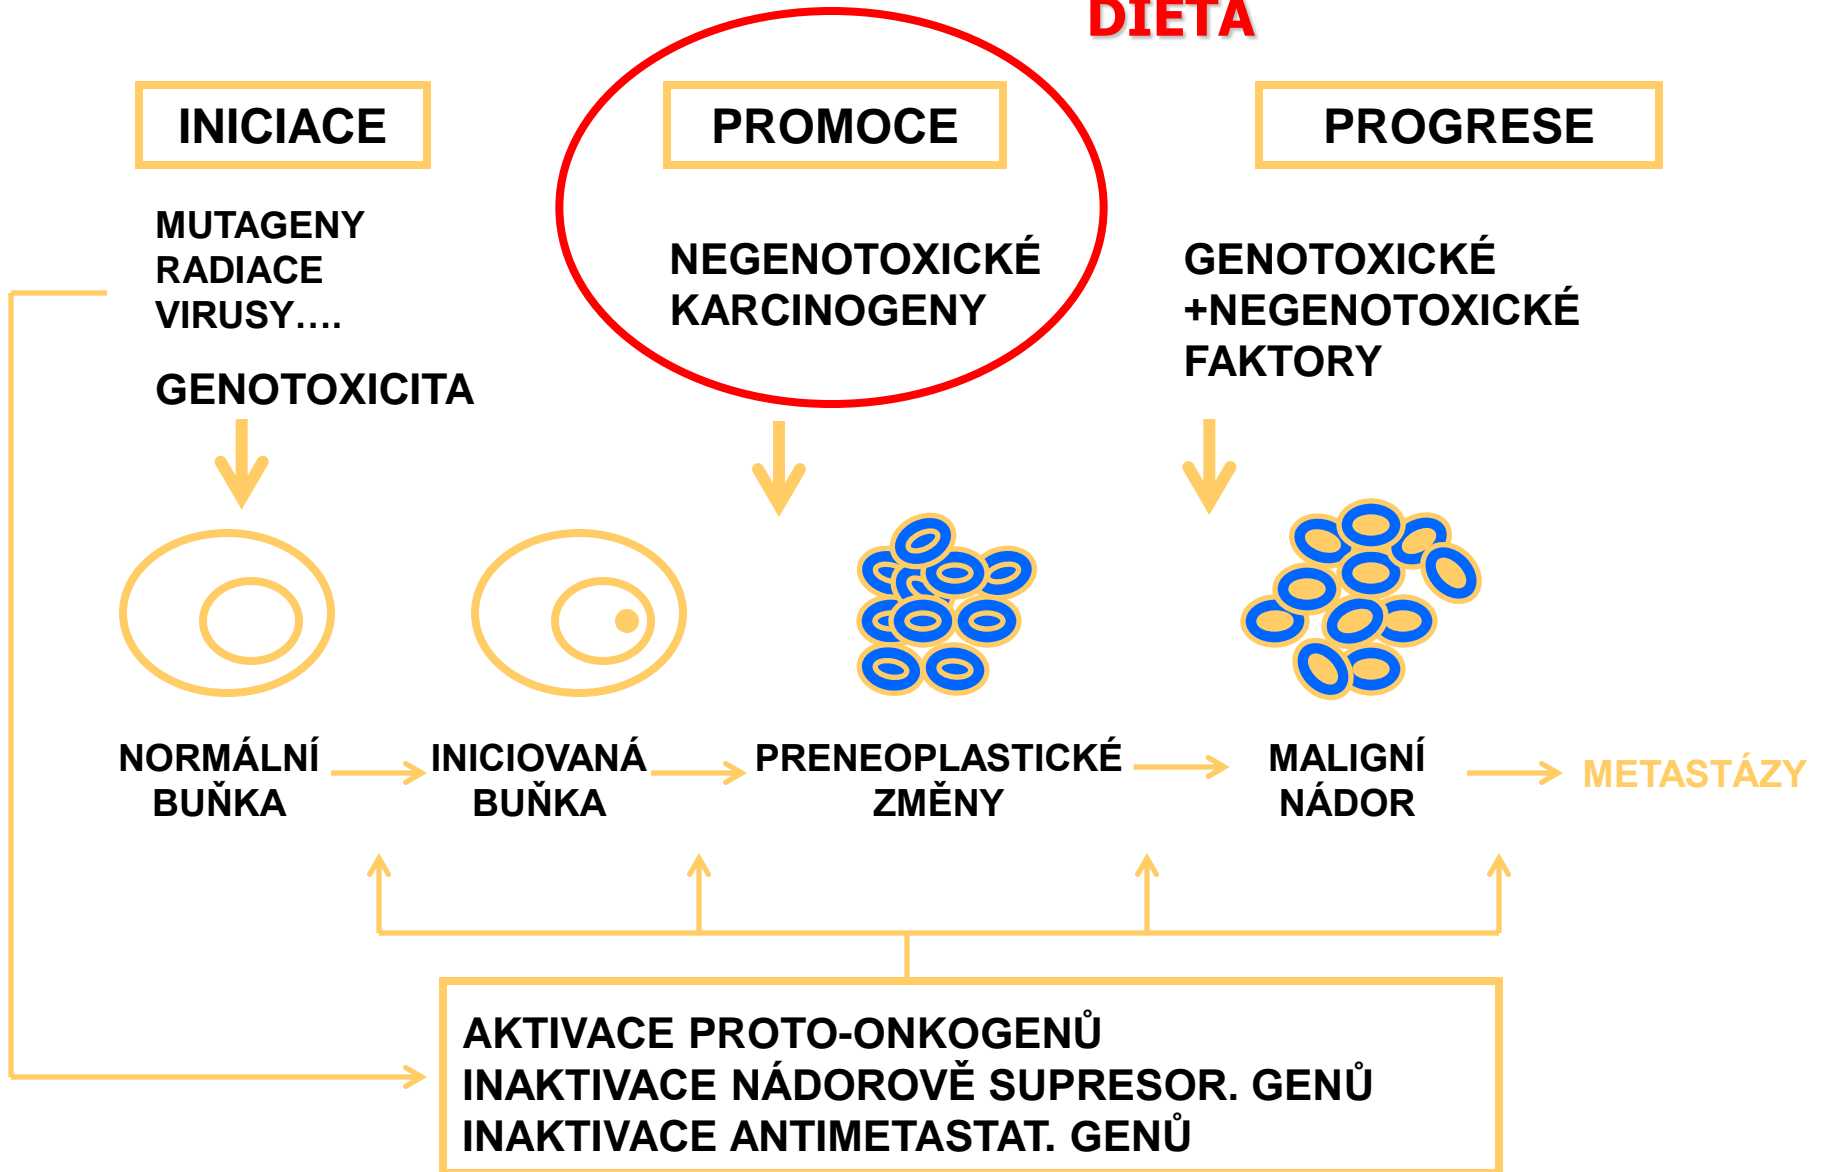 DIETA
INICIACE
PROMOCE
PROGRESE
MUTAGENY
RADIACE
VIRUSY....
GENOTOXICITA
NEGENOTOXICKÉ
KARCINOGENY
GENOTOXICKÉ
+NEGENOTOXICKÉ
FAKTORY
NORMÁLNÍ
BUŇKA
INICIOVANÁ
BUŇKA
PRENEOPLASTICKÉ
ZMĚNY
MALIGNÍ
NÁDOR
METASTÁZY
AKTIVACE PROTO-ONKOGENŮ
INAKTIVACE NÁDOROVĚ SUPRESOR. GENŮ
INAKTIVACE ANTIMETASTAT. GENŮ